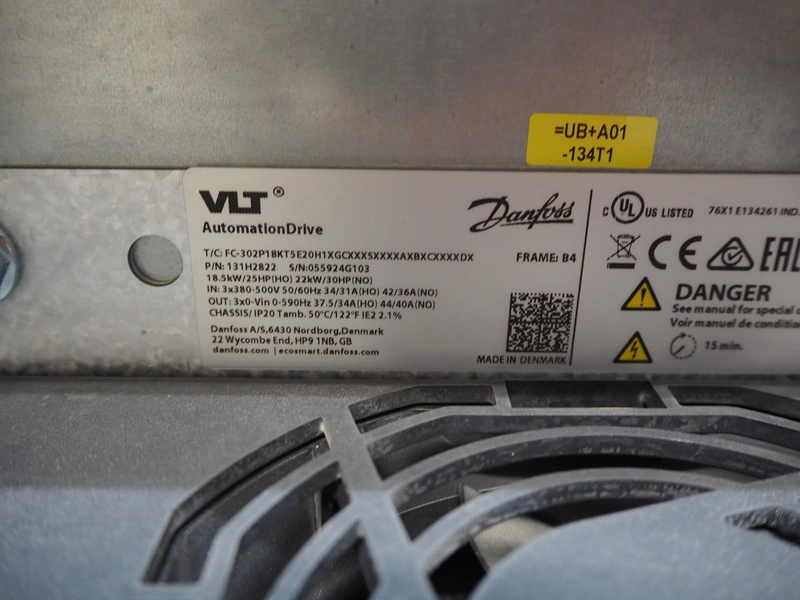 =UB+A01
-134T1
VLT®
AutomationDrive
Danfoss
T/C: FC-302P18KT5E20H1XGCXXXSXXXXAXBXCXXXXDX
FRAME: B4
P/N: 131H2822 S/N:055924G103
18.5kW/25HP(HO) 22kW/30HP(NO)
IN: 3x380-500V 50/60Hz 34/31A(HO) 42/36A(NO)
OUT: 3x0-Vin 0-590Hz 37.5/34A(HO) 44/40A(NO)
CHASSIS/ IP20 Tamb. 50°C/122°F IE2 2.1%
Danfoss A/S,6430 Nordborg,Denmark
22 Wycombe End, HP9 1NB, GB
danfoss.com | ecosmart.danfoss.com
MADE IN DENMARK
C UL US LISTED 76X1 E134261 IND.
CE EAC
DANGER
See manual for special
Voir manuel de
15 min.